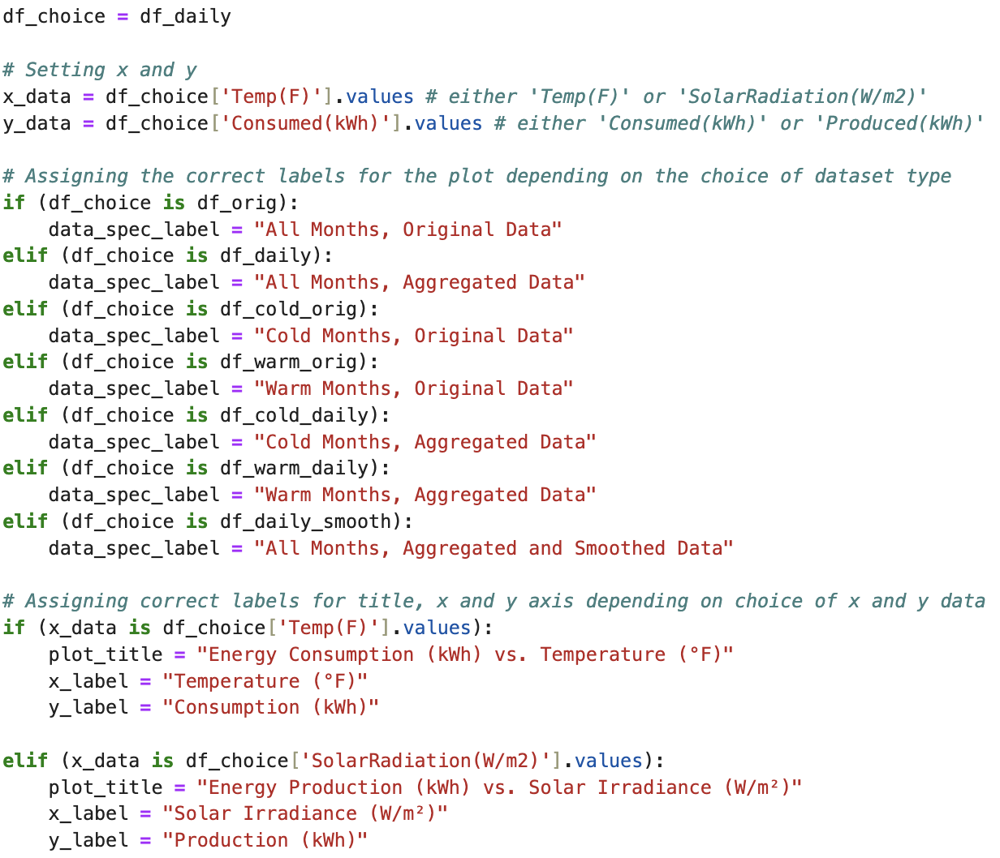 df_choice = df_daily
# Setting x and y
x_data = df_choice['Temp(F)'].values # either 'Temp(F)' or 'SolarRadiation(W/m2)'
y_data = df_choice['Consumed(kWh)'].values # either 'Consumed(kWh)' or 'Produced(kWh)'
# Assigning the correct labels for the plot depending on the choice of dataset type
if (df_choice is df_orig):
    data_spec_label = "All Months, Original Data"
elif (df_choice is df_daily):
    data_spec_label = "All Months, Aggregated Data"
elif (df_choice is df_cold_orig):
    data_spec_label = "Cold Months, Original Data"
elif (df_choice is df_warm_orig):
    data_spec_label = "Warm Months, Original Data"
elif (df_choice is df_cold_daily):
    data_spec_label = "Cold Months, Aggregated Data"
elif (df_choice is df_warm_daily):
    data_spec_label = "Warm Months, Aggregated Data"
elif (df_choice is df_daily_smooth):
    data_spec_label = "All Months, Aggregated and Smoothed Data"
# Assigning correct labels for title, x and y axis depending on choice of x and y data
if (x_data is df_choice['Temp(F)'].values):
    plot_title = "Energy Consumption (kWh) vs. Temperature (°F)"
    x_label = "Temperature (°F)"
    y_label = "Consumption (kWh)"
elif (x_data is df_choice['SolarRadiation(W/m2)'].values):
    plot_title = "Energy Production (kWh) vs. Solar Irradiance (W/m²)"
    x_label = "Solar Irradiance (W/m²)"
    y_label = "Production (kWh)"